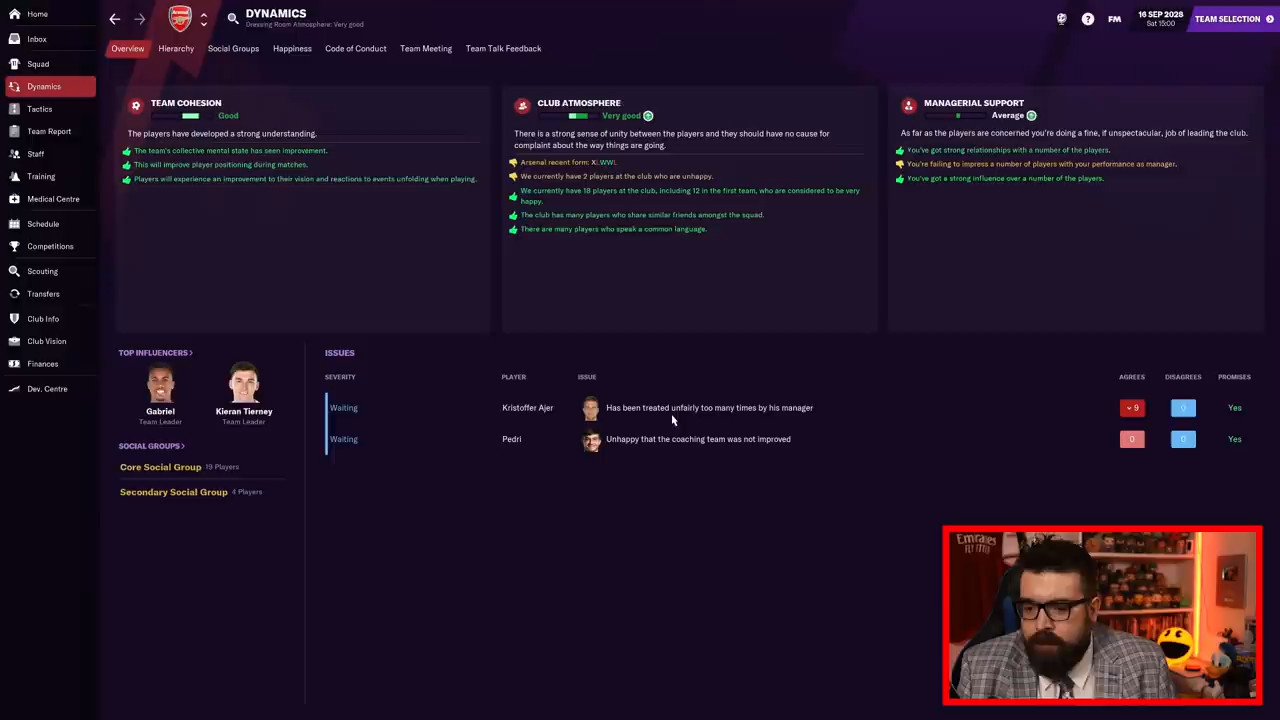 Home
Inbox
Squad
Dynamics
Tactics
Team Report
Staff
Training
Medical Centre
Schedule
Competitions
Scouting
Transfers
Club Info
Club Vision
Finances
Dev. Centre
Arsenal
DYNAMICS
Dressing Room Atmosphere: Very good
?
FM
16 SEP 2028
Sat 15:00
TEAM SELECTION
Overview
Hierarchy
Social Groups
Happiness
Code of Conduct
Team Meeting
Team Talk Feedback
TEAM COHESION
Good
The players have developed a strong understanding.
The team's collective mental state has seen improvement.
This will improve player positioning during matches.
Players will experience an improvement to their vision and reactions to events unfolding when playing.
CLUB ATMOSPHERE
Very good
There is a strong sense of unity between the players and they should have no cause for
complaint about the way things are going.
Arsenal recent form: XLWWL
We currently have 2 players at the club who are unhappy.
We currently have 18 players at the club, including 12 in the first team, who are considered to be very
happy.
The club has many players who share similar friends amongst the squad.
There are many players who speak a common language.
MANAGERIAL SUPPORT
Average
As far as the players are concerned you're doing a fine, if unspectacular, job of leading the club.
You've got strong relationships with a number of the players.
You're failing to impress a number of players with your performance as manager.
You've got a strong influence over a number of the players.
TOP INFLUENCERS >
Gabriel
Team Leader
Kieran Tierney
Team Leader
SOCIAL GROUPS >
Core Social Group 19 Players
Secondary Social Group 4 Players
ISSUES
SEVERITY PLAYER ISSUE AGREES DISAGREES PROMISES
Waiting Kristoffer Ajer Has been treated unfairly too many times by his manager 9 0 Yes
Waiting Pedri Unhappy that the coaching team was not improved 0 0 Yes
Emirates